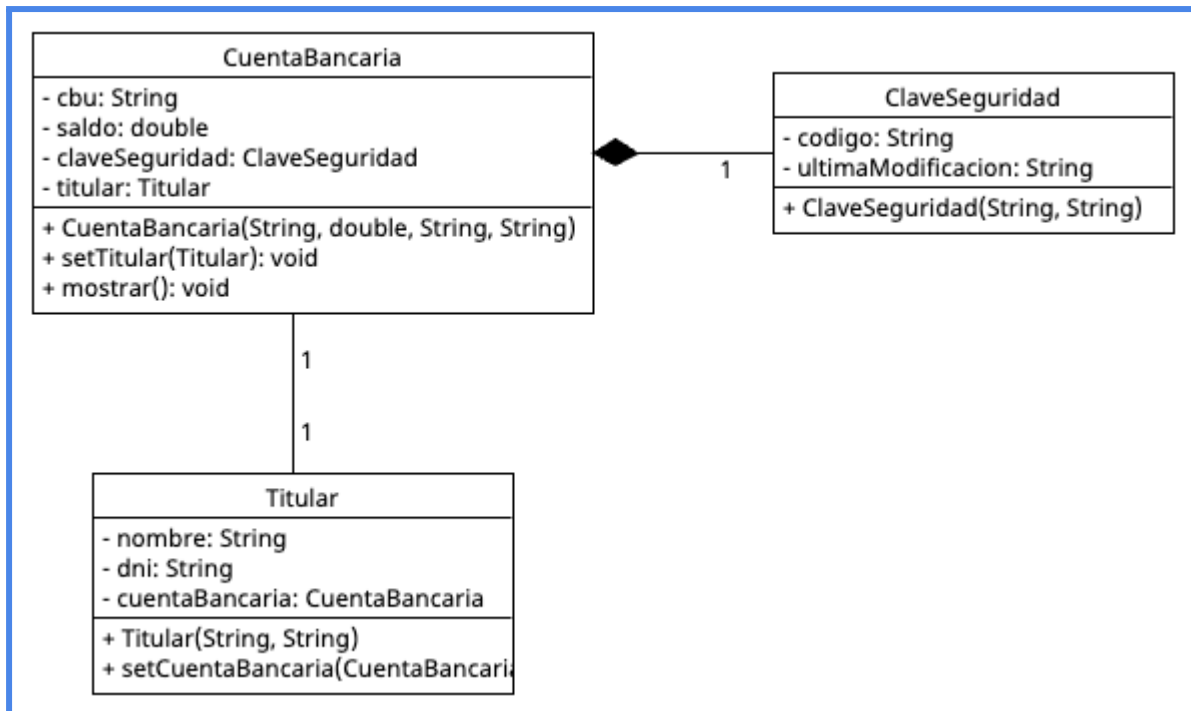 CuentaBancaria
- cbu: String
- saldo: double
- claveSeguridad: ClaveSeguridad
- titular: Titular
+ CuentaBancaria(String, double, String, String)
+ setTitular(Titular): void
+ mostrar(): void
ClaveSeguridad
- codigo: String
- ultimaModificacion: String
+ ClaveSeguridad(String, String)
1
1
1
Titular
- nombre: String
- dni: String
- cuentaBancaria: CuentaBancaria
+ Titular(String, String)
+ setCuentaBancaria(CuentaBancaria